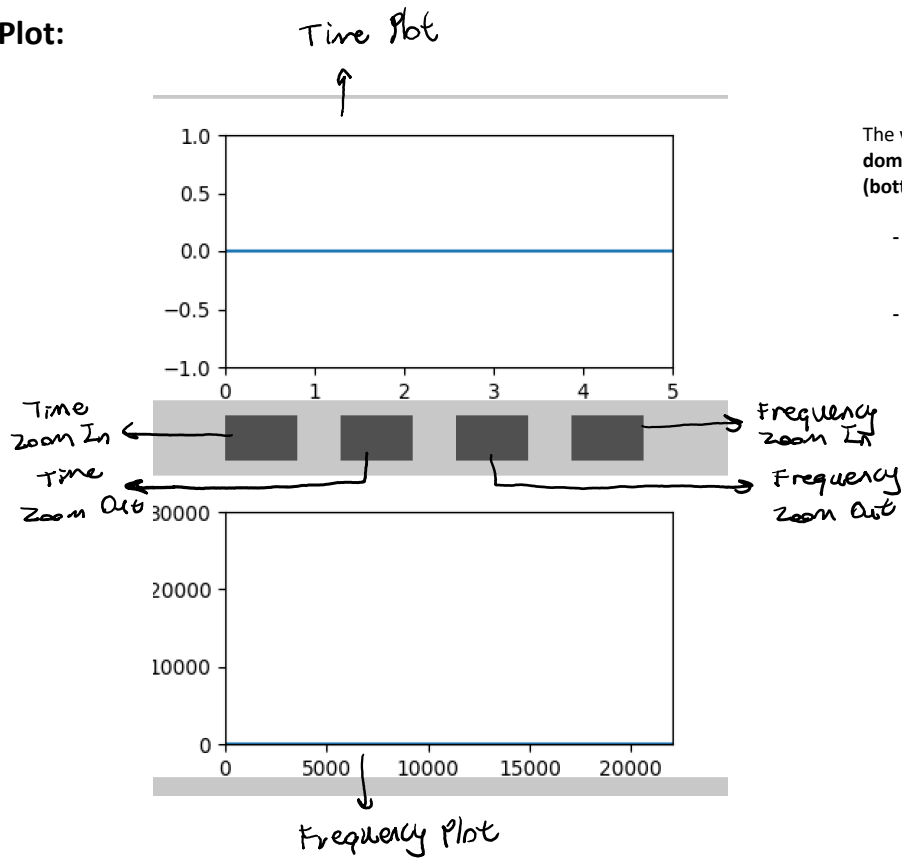 Plot:
Time Plot
1.0
0.5
0.0
−0.5
−1.0
0 1 2 3 4 5
Time
Zoom In
Time
Zoom Out
Frequency
Zoom In
Frequency
Zoom Out
30000
20000
10000
0
0 5000 10000 15000 20000
Frequency Plot
The
dom
(bott
-
-